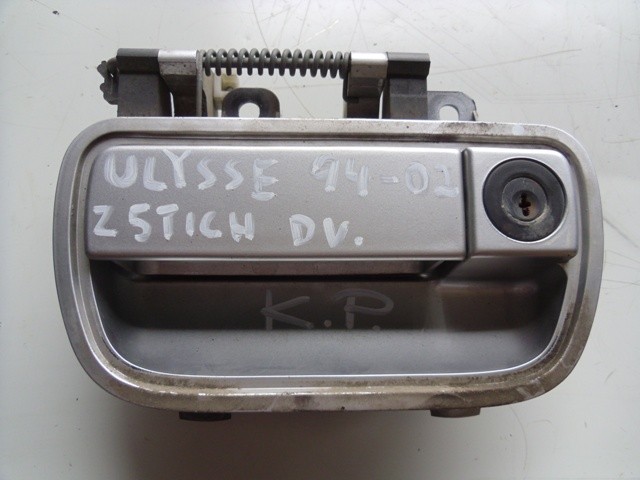 ULYSSE 94-02
ZSTICH DV.
K.P.